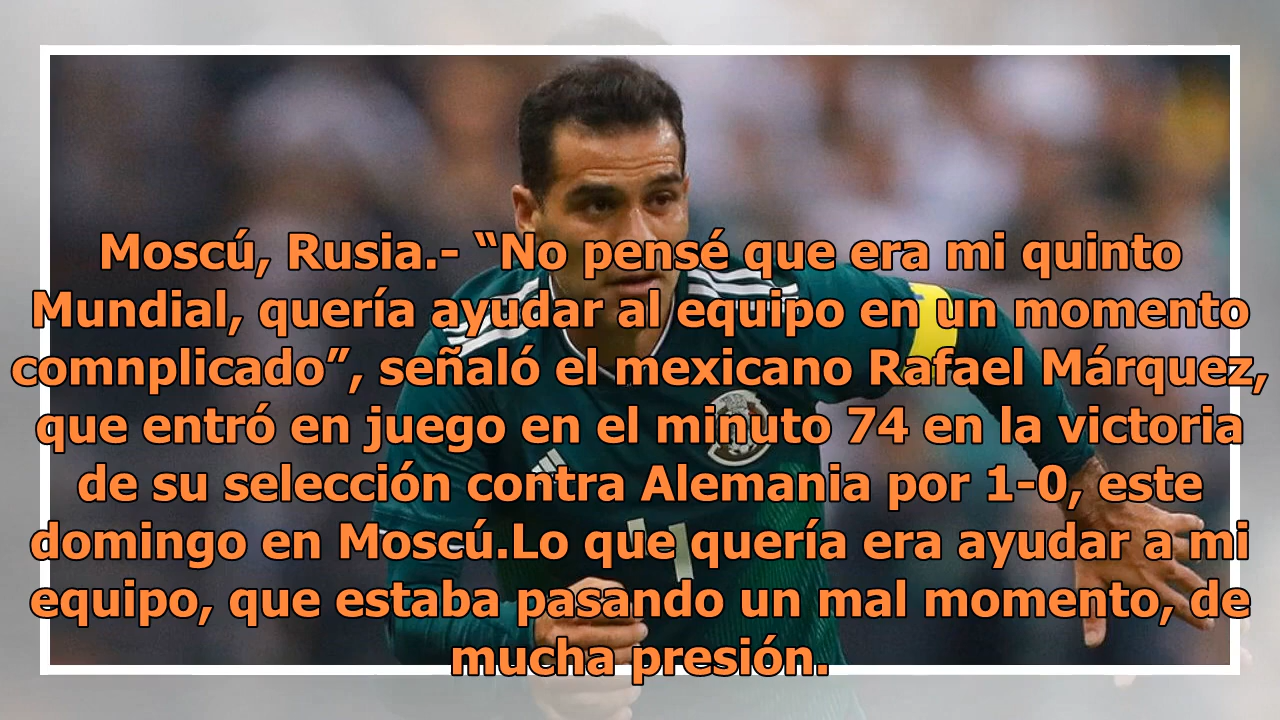 Moscú, Rusia.- “No pensé que era mi quinto
Mundial, quería ayudar al equipo en un momento
comnplicado”, señaló el mexicano Rafael Márquez,
que entró en juego en el minuto 74 en la victoria
de su selección contra Alemania por 1-0, este
domingo en Moscú.Lo que quería era ayudar a mi
equipo, que estaba pasando un mal momento, de
mucha presión.